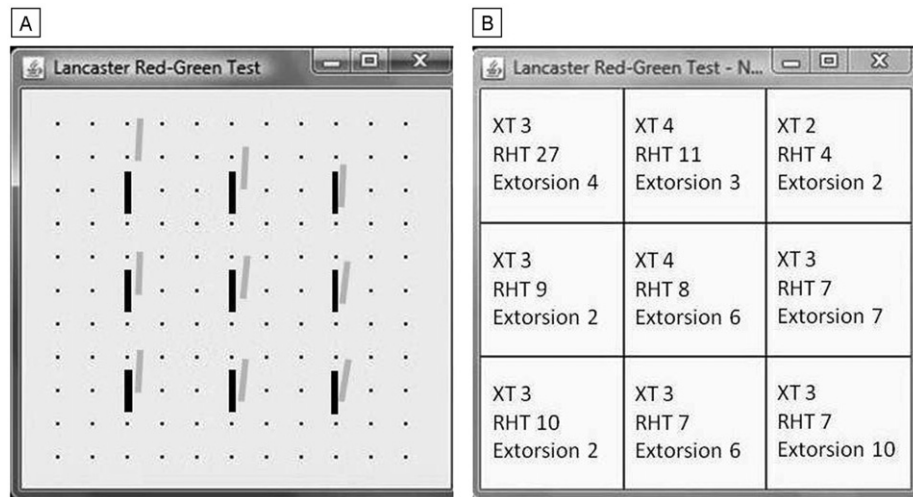 A
Lancaster Red-Green Test
B
Lancaster Red-Green Test - N...
XT 3
RHT 27
Extorsion 4
XT 4
RHT 11
Extorsion 3
XT 2
RHT 4
Extorsion 2
XT 3
RHT 9
Extorsion 2
XT 4
RHT 8
Extorsion 6
XT 3
RHT 7
Extorsion 7
XT 3
RHT 10
Extorsion 2
XT 3
RHT 7
Extorsion 6
XT 3
RHT 7
Extorsion 10